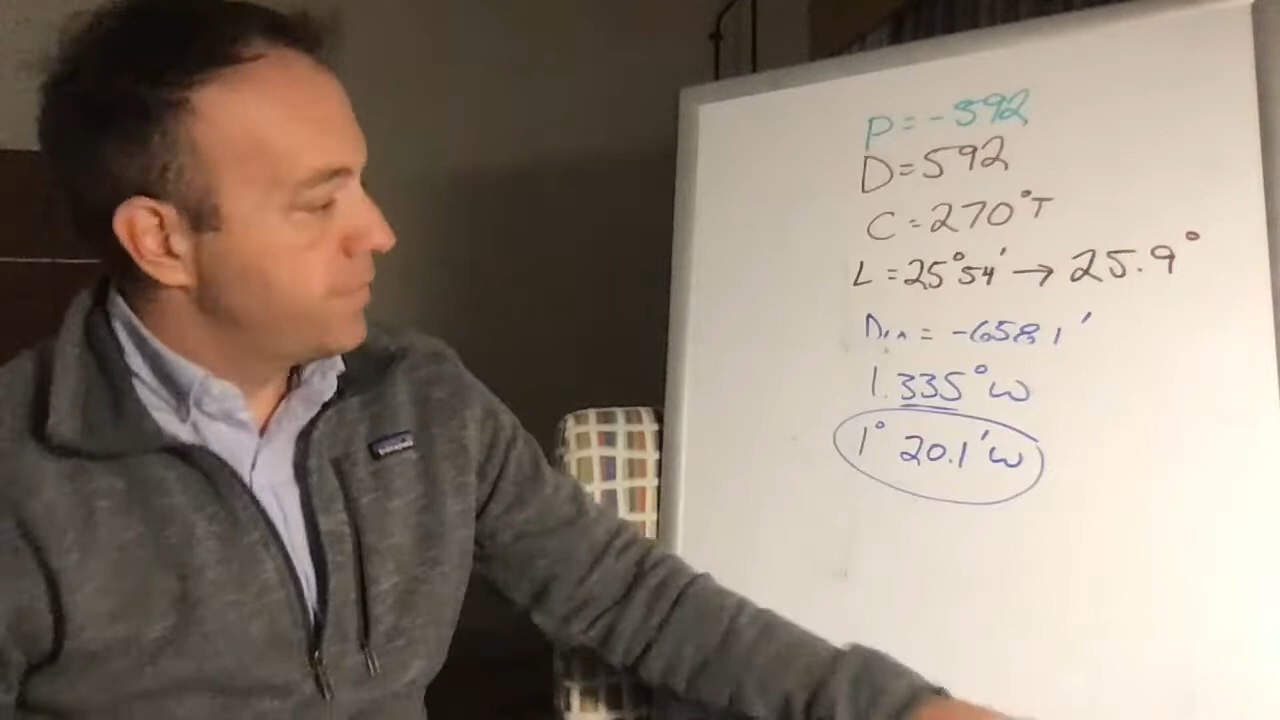 P = -592
D = 592
C = 270°T
L = 25°54' → 25.9°
= -658.1'
1.335° W
1° 20.1' W